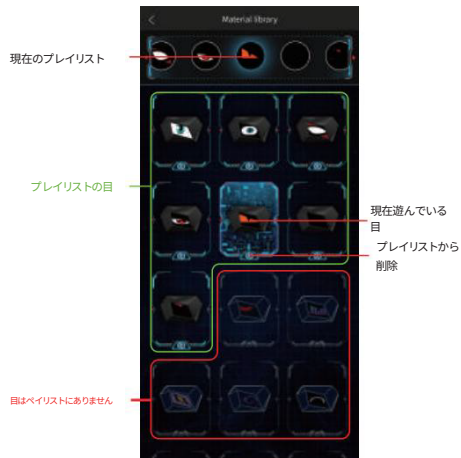 Material library
現在のプレイリスト
プレイリストの目
現在遊んでいる
目
プレイリストから
削除
目はペイリストにありません